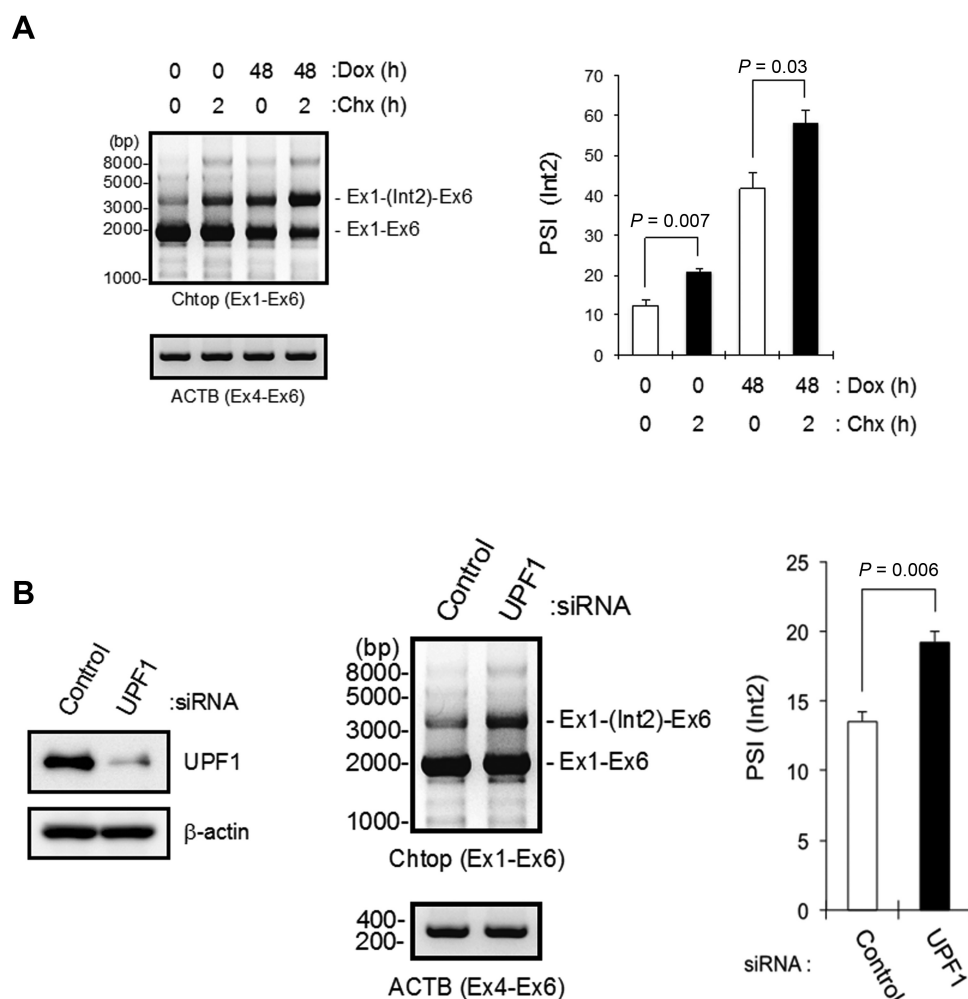 A
0 0 48 48 :Dox (h)
0 2 0 2 :Chx (h)
(bp)
8000-
5000-
3000-
2000-
1000-
- Ex1-(Int2)-Ex6
- Ex1-Ex6
Chtop (Ex1-Ex6)
ACTB (Ex4-Ex6)
PSI (Int2)
70
60
50
40
30
20
10
0
P = 0.007
P = 0.03
0 0 48 48 : Dox (h)
0 2 0 2 : Chx (h)
B
Control UPF1 :siRNA
UPF1
β-actin
Control UPF1 :siRNA
(bp)
8000-
5000-
3000-
2000-
1000-
-Ex1-(Int2)-Ex6
-Ex1-Ex6
Chtop (Ex1-Ex6)
400-
200-
ACTB (Ex4-Ex6)
PSI (Int2)
25
20
15
10
5
0
P = 0.006
siRNA : Control UPF1